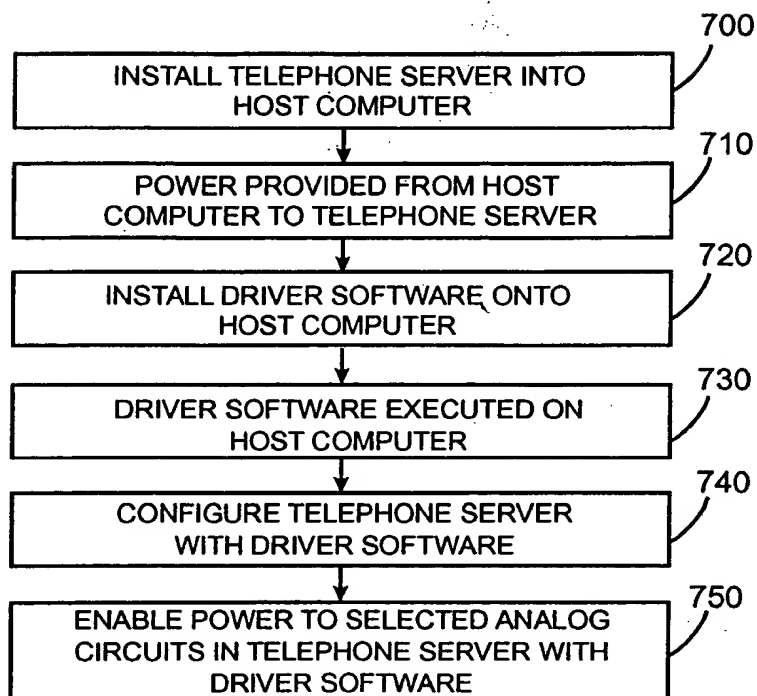 700
INSTALL TELEPHONE SERVER INTO
HOST COMPUTER
710
POWER PROVIDED FROM HOST
COMPUTER TO TELEPHONE SERVER
720
INSTALL DRIVER SOFTWARE ONTO
HOST COMPUTER
730
DRIVER SOFTWARE EXECUTED ON
HOST COMPUTER
740
CONFIGURE TELEPHONE SERVER
WITH DRIVER SOFTWARE
750
ENABLE POWER TO SELECTED ANALOG
CIRCUITS IN TELEPHONE SERVER WITH
DRIVER SOFTWARE